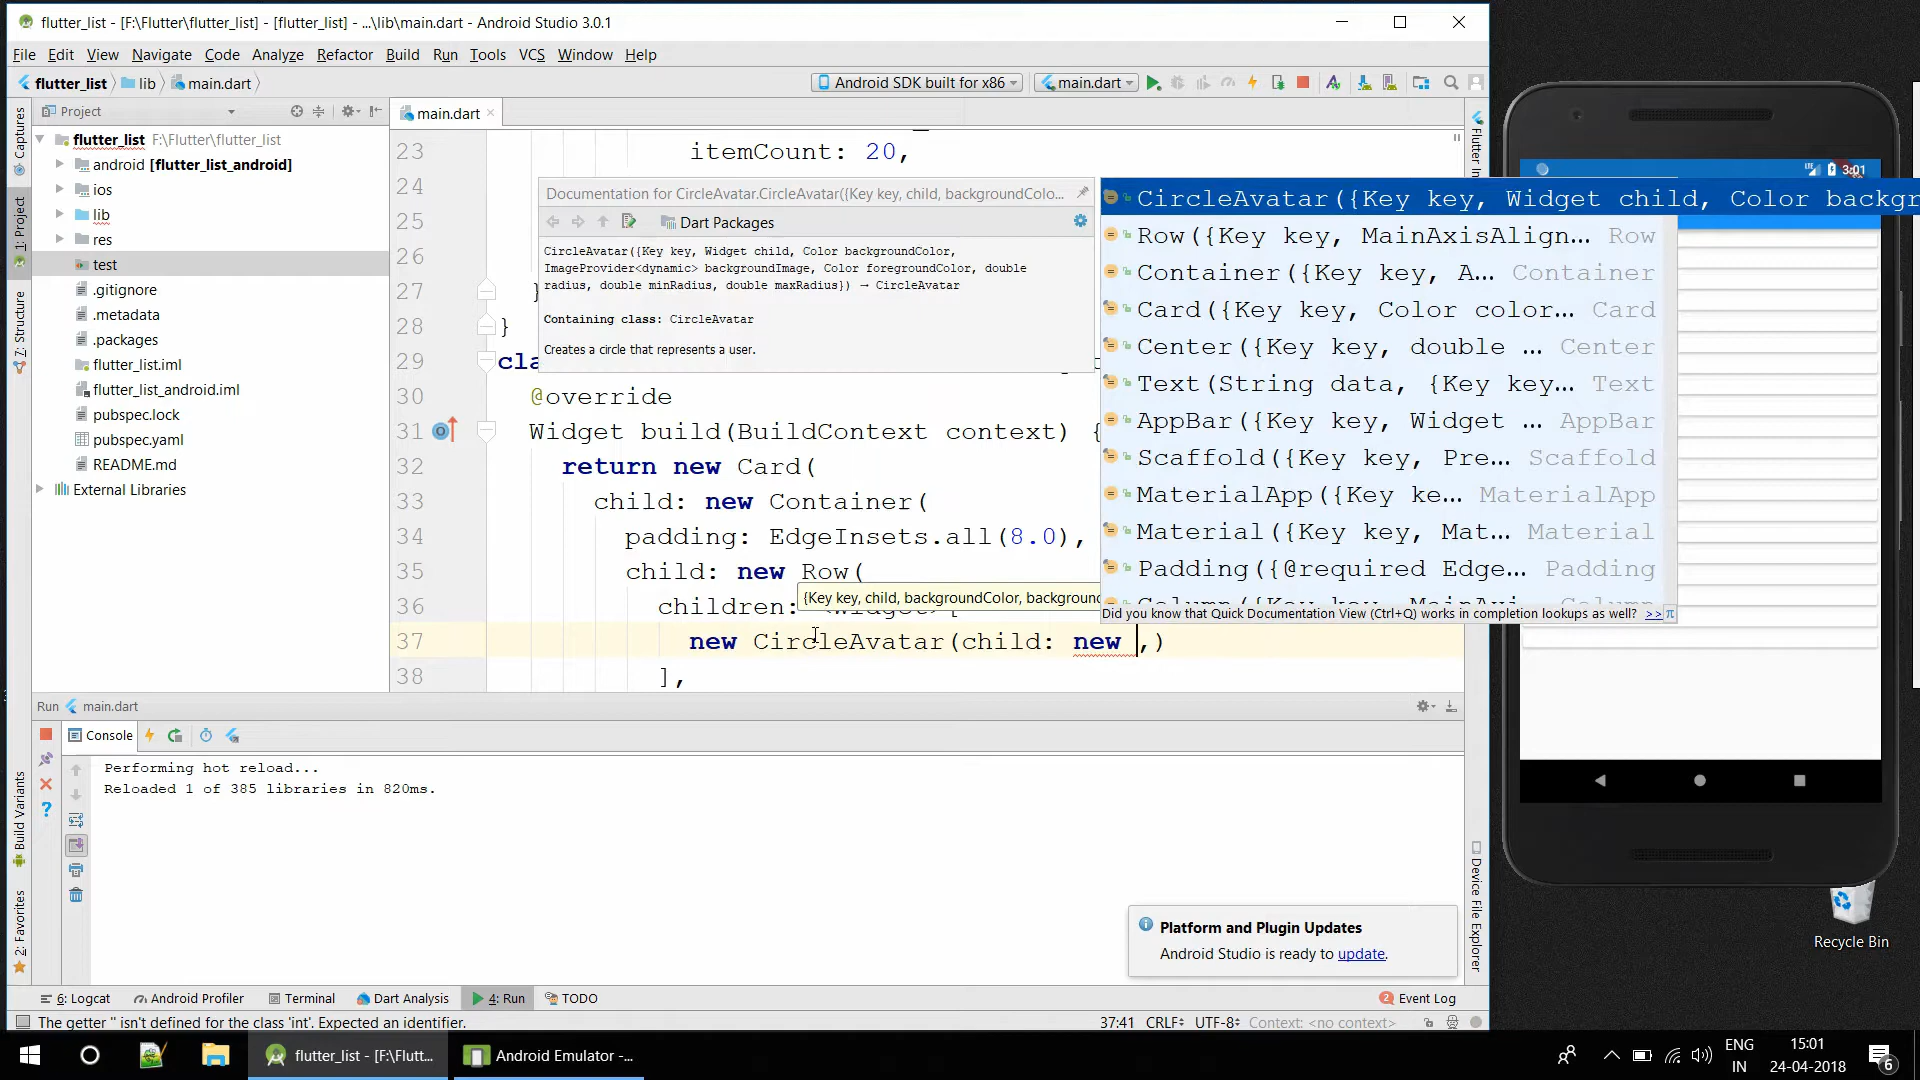 flutter_list - [F:\Flutter\flutter_list] - [flutter_list] - ...\lib\main.dart - Android Studio 3.0.1
File Edit View Navigate Code Analyze Refactor Build Run Tools VCS Window Help
flutter_list lib main.dart
Android SDK built for x86 main.dart
Captures
1: Project
7: Structure
Build Variants
2: Favorites
Project
flutter_list F:\Flutter\flutter_list
android [flutter_list_android]
ios
lib
res
test
.gitignore
.metadata
.packages
flutter_list.iml
flutter_list_android.iml
pubspec.lock
pubspec.yaml
README.md
External Libraries
main.dart
23 itemCount: 20,
24
25
26
27 }
28 }
29 cla
30 @override
31 Widget build(BuildContext context) {
32 return new Card(
33 child: new Container(
34 padding: EdgeInsets.all(8.0),
35 child: new Row(
36 children: <Widget>[
37 new CircleAvatar(child: new ,)
38 ],
Documentation for CircleAvatar.CircleAvatar({Key key, child, backgroundColo...
Dart Packages
CircleAvatar({Key key, Widget child, Color backgroundColor,
ImageProvider<dynamic> backgroundImage, Color foregroundColor, double
radius, double minRadius, double maxRadius}) → CircleAvatar
Containing class: CircleAvatar
Creates a circle that represents a user.
{Key key, child, backgroundColor, background
CircleAvatar({Key key, Widget child, Color backgr
Row({Key key, MainAxisAlign... Row
Container({Key key, A... Container
Card({Key key, Color color... Card
Center({Key key, double ... Center
Text(String data, {Key key... Text
AppBar({Key key, Widget ... AppBar
Scaffold({Key key, Pre... Scaffold
MaterialApp({Key ke... MaterialApp
Material({Key key, Mat... Material
Padding({@required Edge... Padding
Column({Key key, MainAxi... Column
Did you know that Quick Documentation View (Ctrl+Q) works in completion lookups as well? >> π
Flutter In
Device File Explorer
3:01
Run main.dart
Console
Performing hot reload...
Reloaded 1 of 385 libraries in 820ms.
Platform and Plugin Updates
Android Studio is ready to update.
Recycle Bin
6: Logcat Android Profiler Terminal Dart Analysis 4: Run TODO 2 Event Log
The getter '' isn't defined for the class 'int'. Expected an identifier. 37:41 CRLF UTF-8 Context: <no context>
flutter_list - [F:\Flutt... Android Emulator -...
ENG
IN
15:01
24-04-2018
6